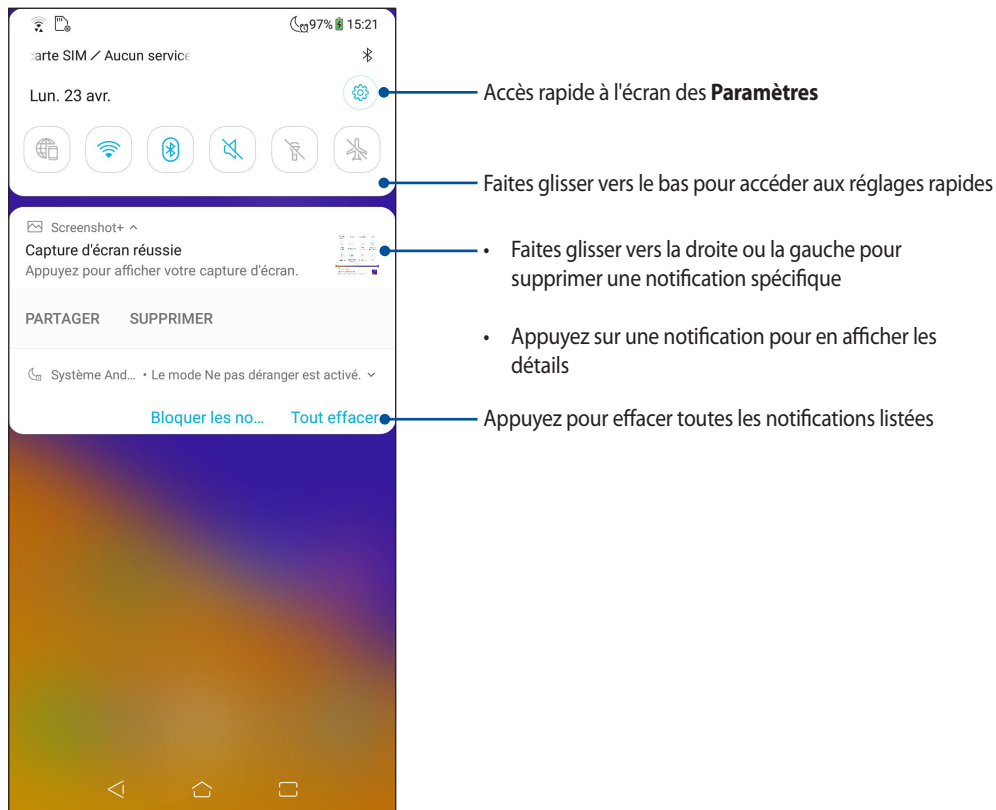 97% 15:21
arte SIM / Aucun service
Lun. 23 avr.
Accès rapide à l'écran des Paramètres
Faites glisser vers le bas pour accéder aux réglages rapides
Screenshot+
Capture d'écran réussie
Appuyez pour afficher votre capture d'écran.
PARTAGER SUPPRIMER
• Faites glisser vers la droite ou la gauche pour
supprimer une notification spécifique
• Appuyez sur une notification pour en afficher les
détails
Système And... • Le mode Ne pas déranger est activé.
Bloquer les no... Tout effacer
Appuyez pour effacer toutes les notifications listées